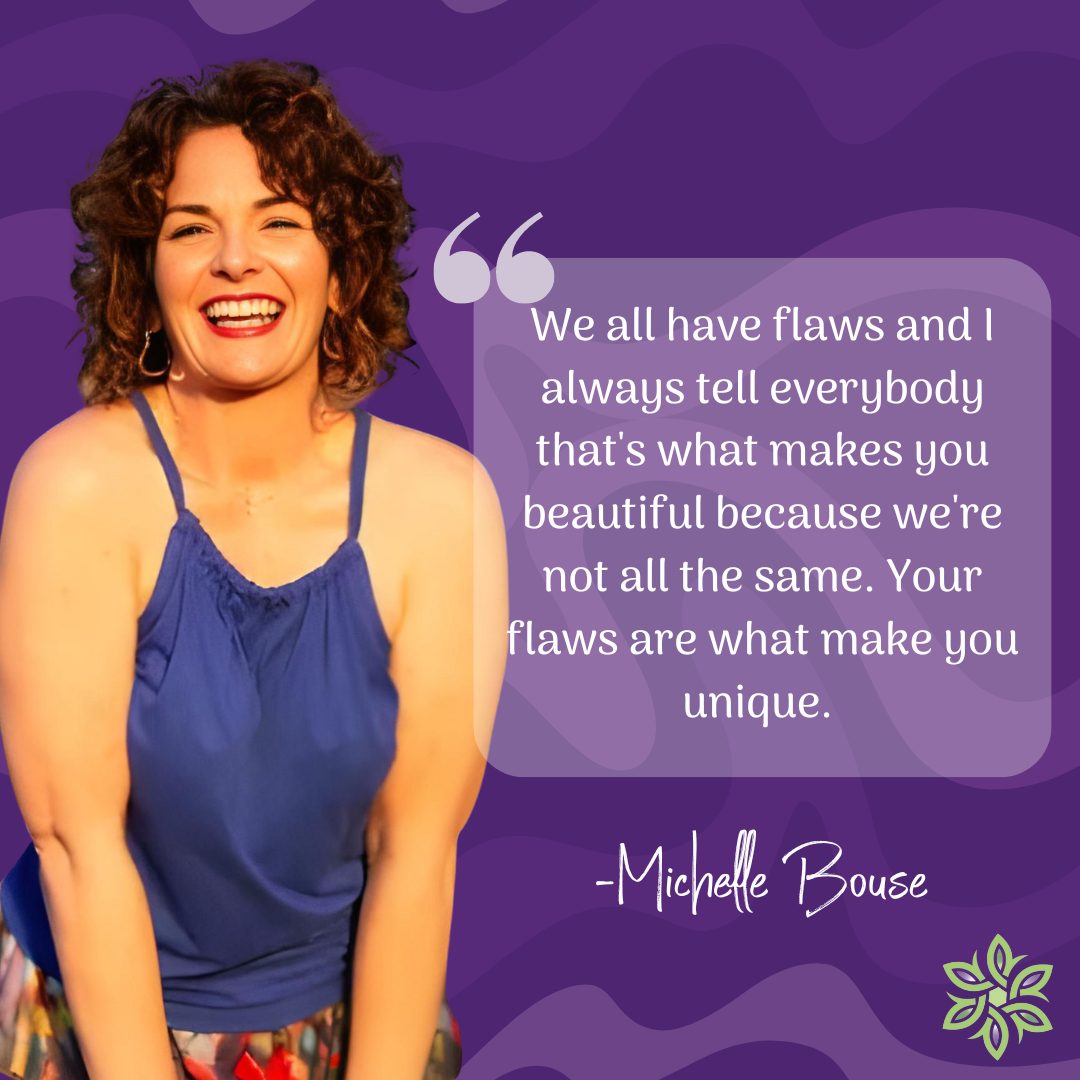 “
We all have flaws and I
always tell everybody
that's what makes you
beautiful because we're
not all the same. Your
flaws are what make you
unique.
-Michelle Bouse